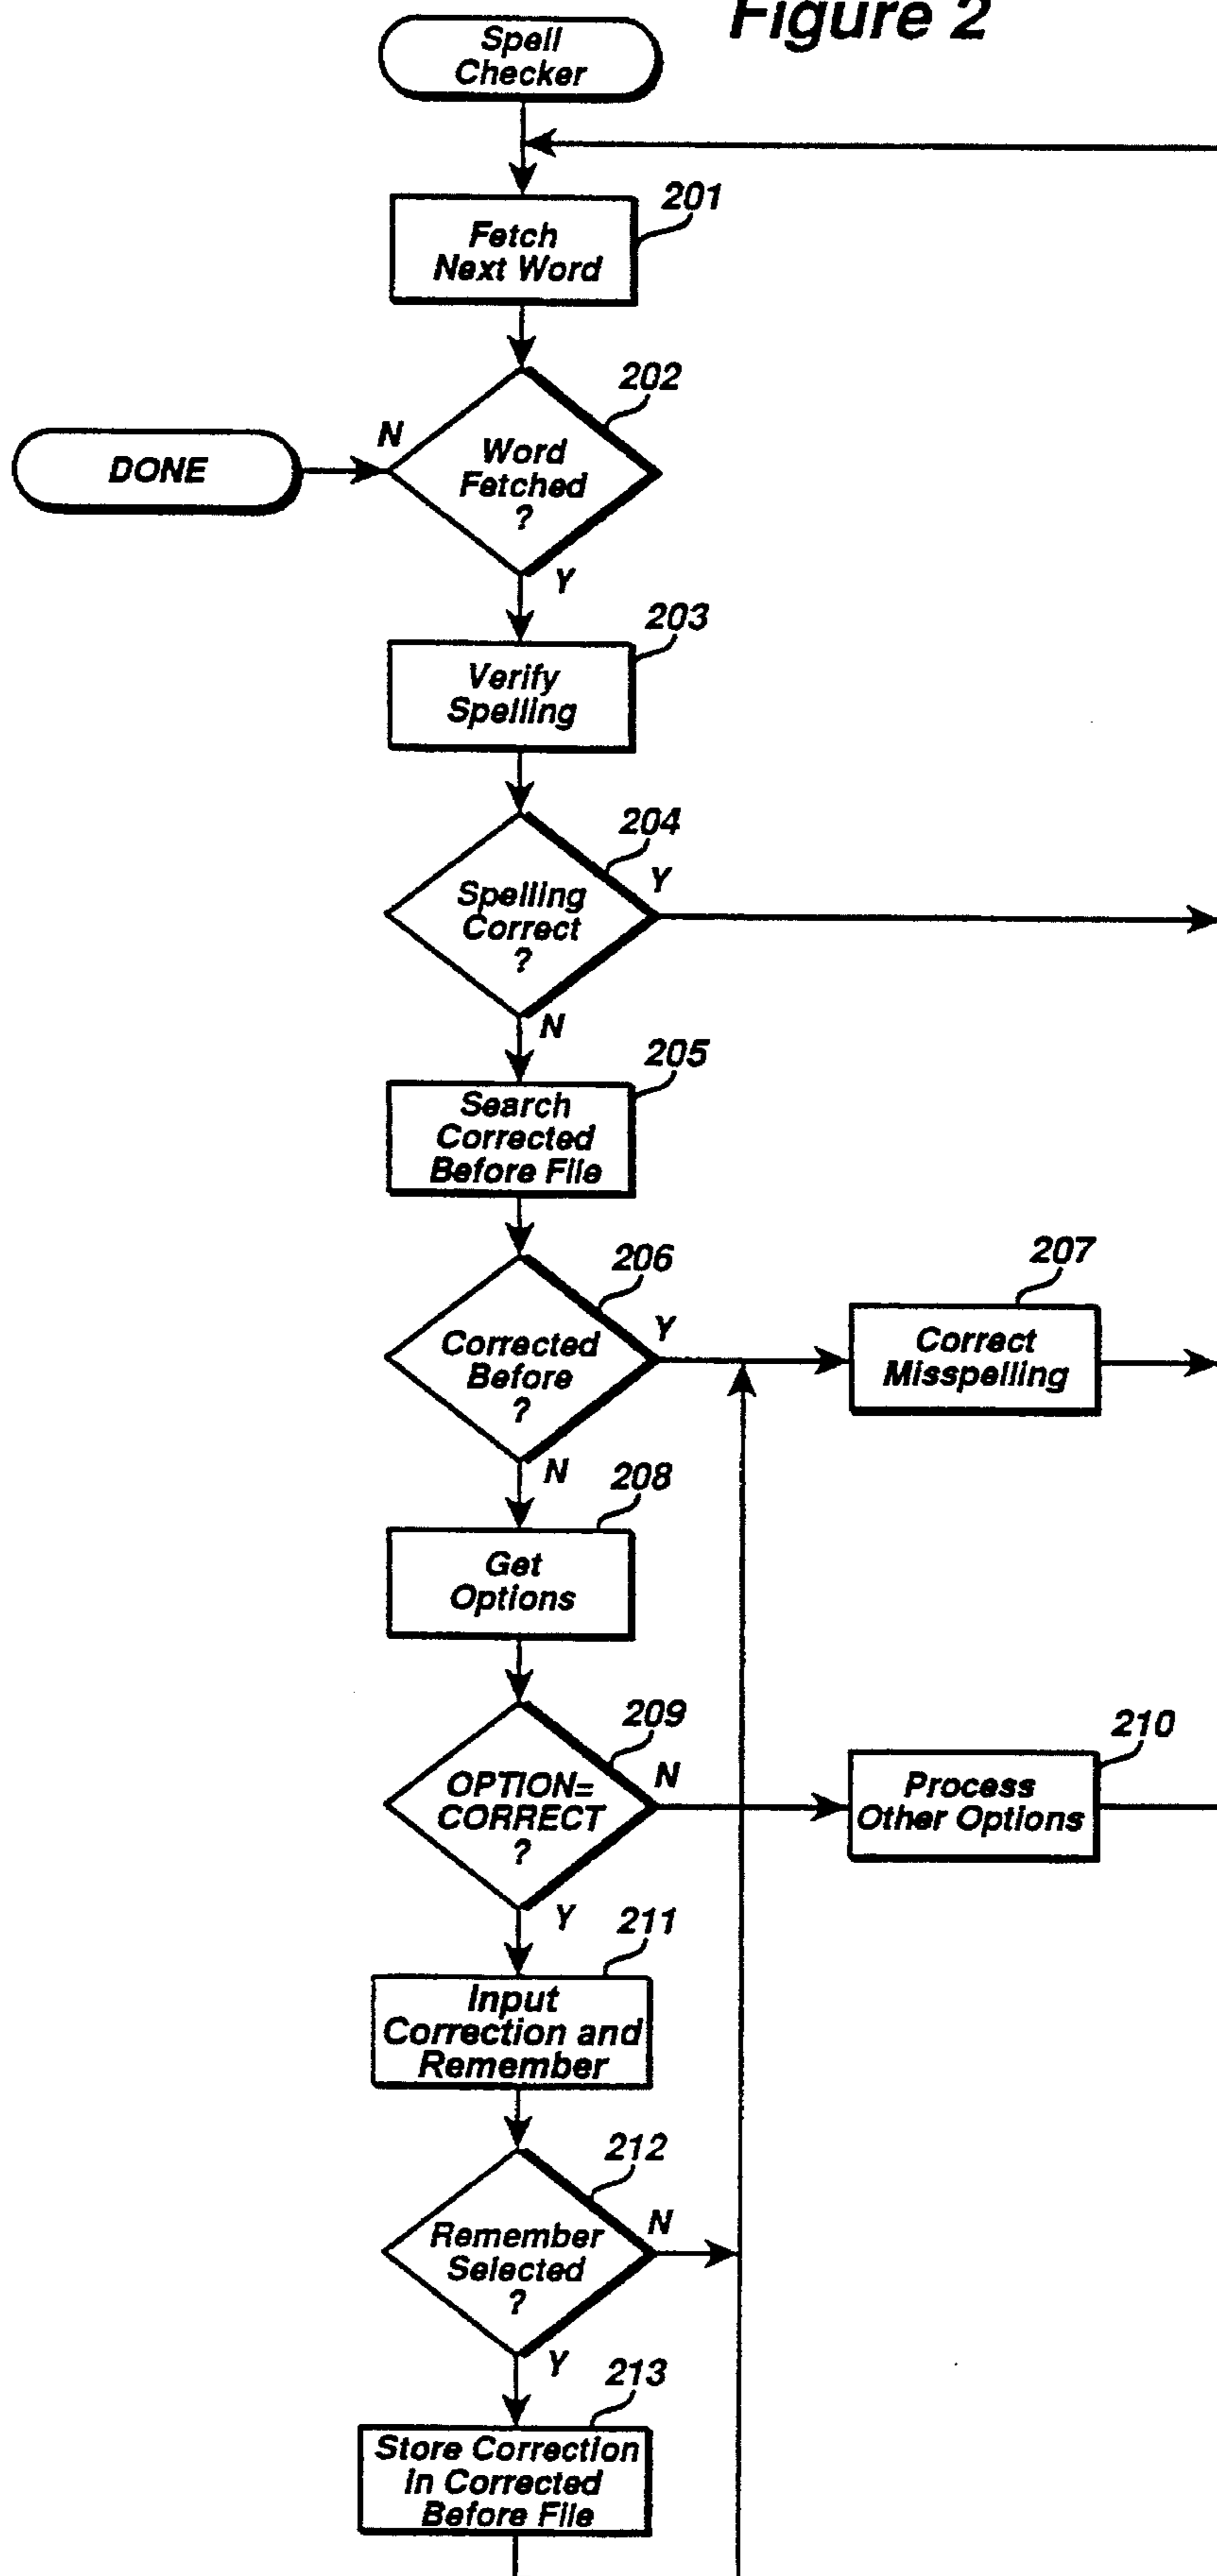 Figure 2
Spell
Checker
201
Fetch
Next Word
202
N
Word
Fetched
?
DONE
Y
203
Verify
Spelling
204
Y
Spelling
Correct
?
N
205
Search
Corrected
Before File
206
Y
Corrected
Before
?
207
Correct
Misspelling
N
208
Get
Options
209
N
OPTION=
CORRECT
?
210
Process
Other Options
Y
211
Input
Correction and
Remember
212
N
Remember
Selected
?
Y
213
Store Correction
in Corrected
Before File